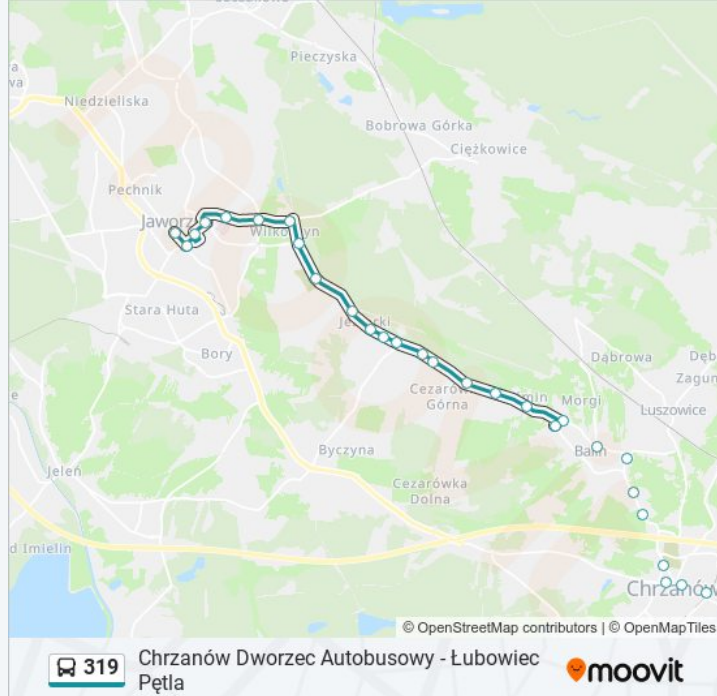 Pieczyska
Niedzieliska
Bobrowa Górka
Ciężkowice
Pechnik
Wilkoszyn
Stara Huta
Bory
Dąbrowa
Cezarówka
Górna
Morgi
Luszowice
Byczyna
Balin
Jeleń
Cezarówka
Dolna
d Imielin
Chrzanów
© OpenStreetMap contributors | © OpenMapTiles
319
Chrzanów Dworzec Autobusowy - Łubowiec
Pętla
moovit